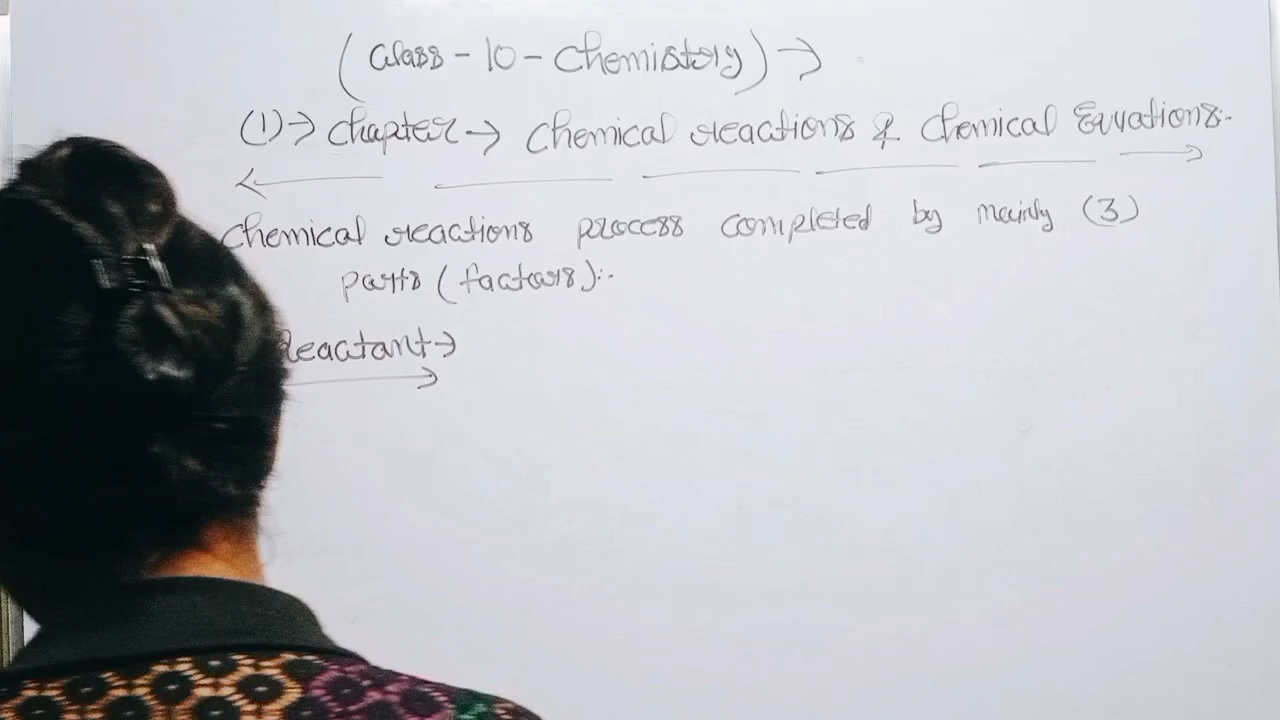 (Class - 10 - Chemistry) →
(1) → Chapter → Chemical reactions & Chemical Equations:-
Chemical reactions process completed by mainly (3)
parts (factors):-
Reactant →